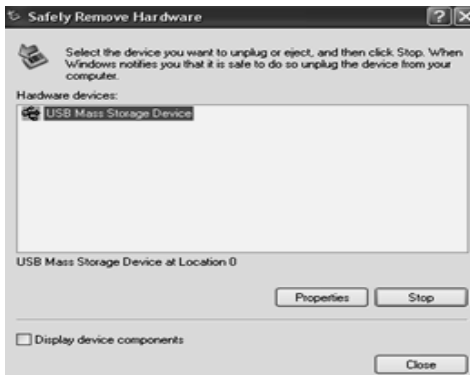 Safely Remove Hardware
Select the device you want to unplug or eject, and then click Stop. When
Windows notifies you that it is safe to do so unplug the device from your
computer.
Hardware devices:
USB Mass Storage Device
USB Mass Storage Device at Location 0
Properties Stop
Display device components
Close